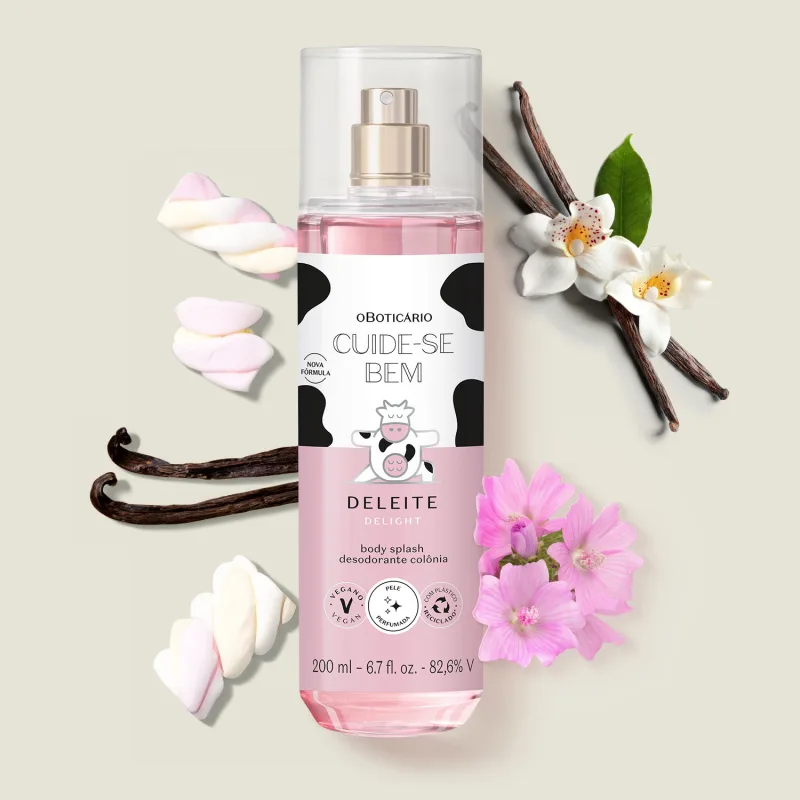 oBOTICÁRIO
CUIDE-SE
BEM
NOVA
FÓRMULA
DELEITE
DELIGHT
body splash
desodorante colônia
VEGANO
V
VEGAN
PELE
PERFUMADA
COM PLÁSTICO
RECICLADO*
200 ml – 6.7 fl. oz. - 82,6% V